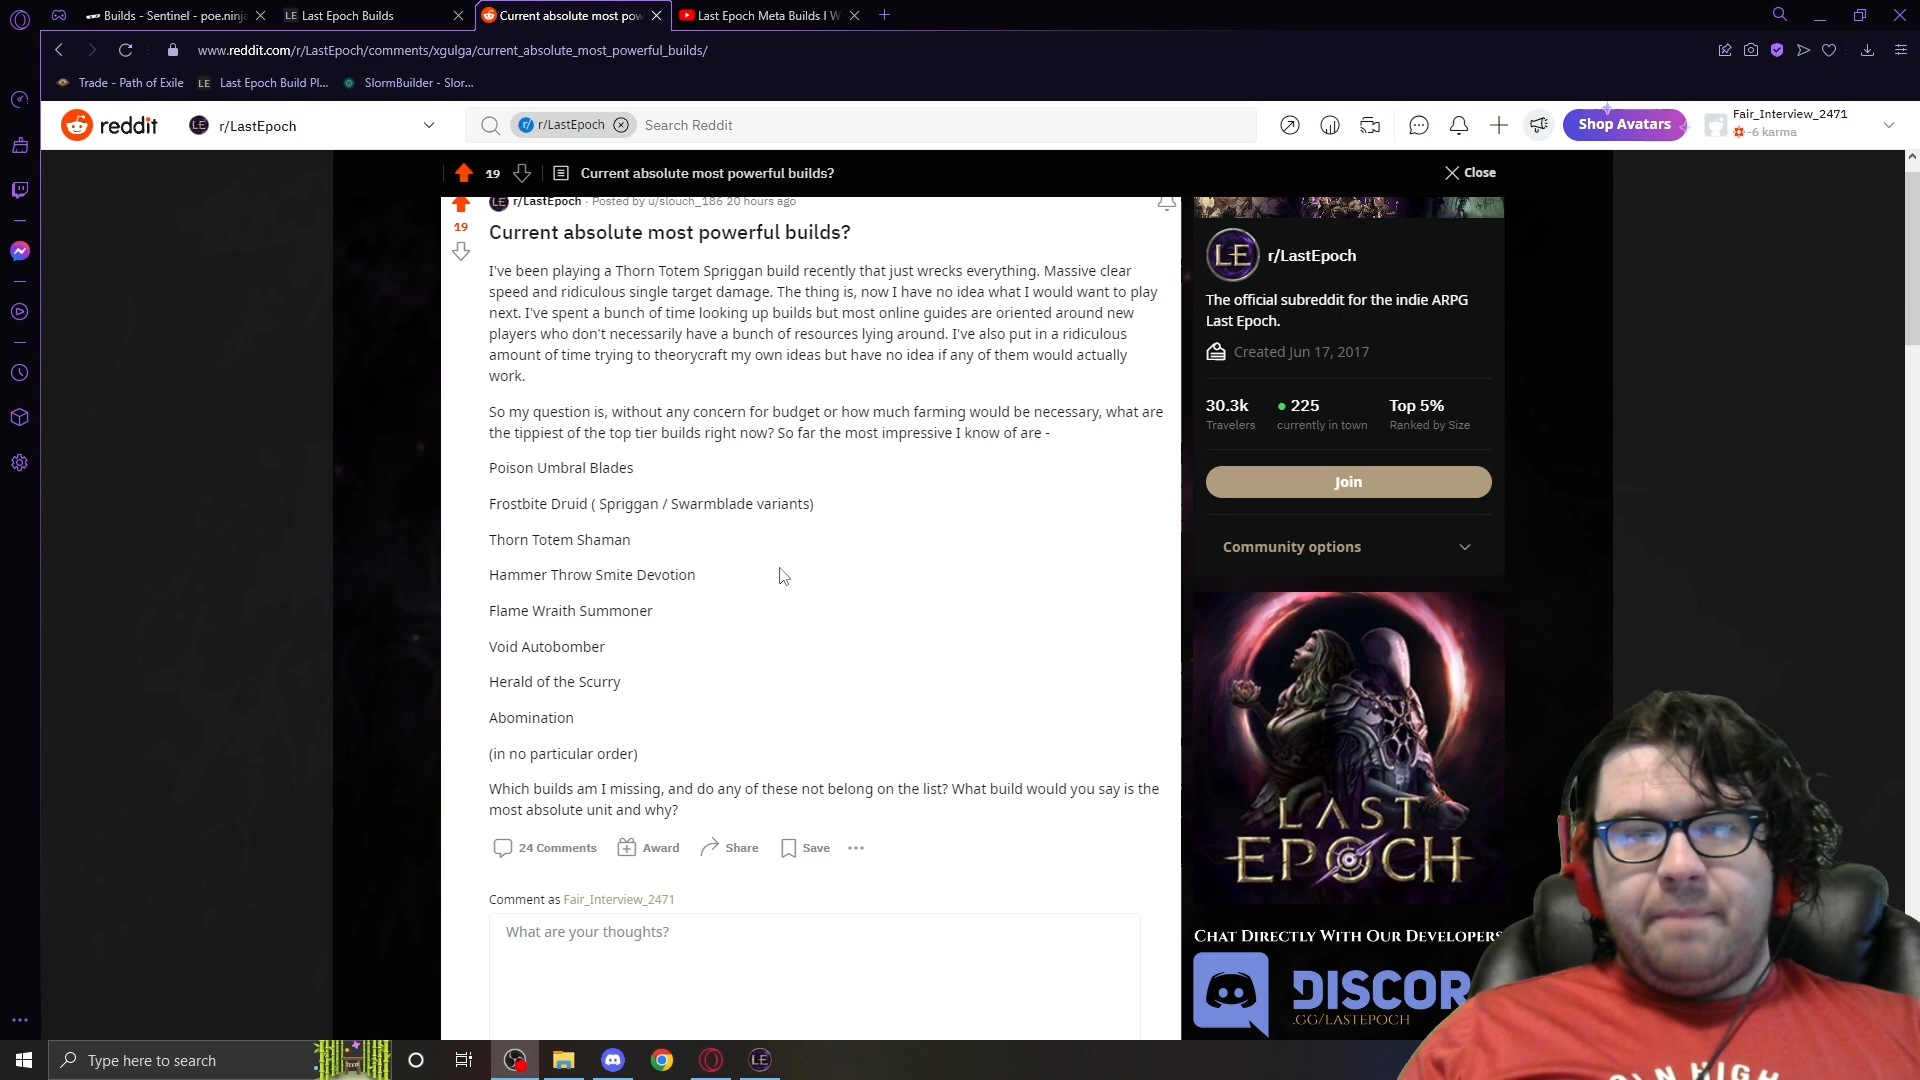 Builds - Sentinel - poe.ninja
LE Last Epoch Builds
Current absolute most pow
Last Epoch Meta Builds I W
www.reddit.com/r/LastEpoch/comments/xgulga/current_absolute_most_powerful_builds/
Trade - Path of Exile
LE Last Epoch Build Pl...
SlormBuilder - Slor...
reddit
LE r/LastEpoch
r/LastEpoch
Search Reddit
Shop Avatars
Fair_Interview_2471
-6 karma
19
Current absolute most powerful builds?
Close
LE r/LastEpoch · Posted by u/slouch_186 20 hours ago
19
Current absolute most powerful builds?
I've been playing a Thorn Totem Spriggan build recently that just wrecks everything. Massive clear
speed and ridiculous single target damage. The thing is, now I have no idea what I would want to play
next. I've spent a bunch of time looking up builds but most online guides are oriented around new
players who don't necessarily have a bunch of resources lying around. I've also put in a ridiculous
amount of time trying to theorycraft my own ideas but have no idea if any of them would actually
work.
So my question is, without any concern for budget or how much farming would be necessary, what are
the tippiest of the top tier builds right now? So far the most impressive I know of are -
Poison Umbral Blades
Frostbite Druid ( Spriggan / Swarmblade variants)
Thorn Totem Shaman
Hammer Throw Smite Devotion
Flame Wraith Summoner
Void Autobomber
Herald of the Scurry
Abomination
(in no particular order)
Which builds am I missing, and do any of these not belong on the list? What build would you say is the
most absolute unit and why?
24 Comments
Award
Share
Save
Comment as Fair_Interview_2471
What are your thoughts?
LE r/LastEpoch
The official subreddit for the indie ARPG
Last Epoch.
Created Jun 17, 2017
30.3k
225
Top 5%
Travelers
currently in town
Ranked by Size
Join
Community options
LAST
EPOCH
CHAT DIRECTLY WITH OUR DEVELOPERS
DISCOR
.GG/LASTEPOCH
Type here to search
LE
HIGH